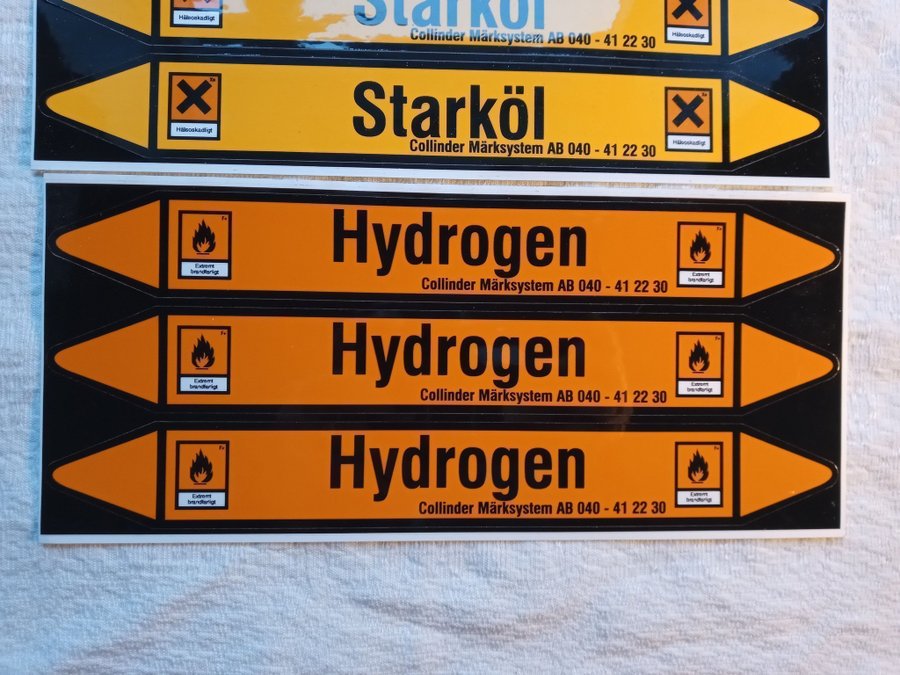 Hälsoskadligt
Starköl
Hälsoskadligt
Collinder Märksystem AB 040 - 41 22 30
Xn
Xn
Hälsoskadligt
Starköl
Hälsoskadligt
Collinder Märksystem AB 040 - 41 22 30
F+
F+
Extremt
brandfarligt
Hydrogen
Extremt
brandfarligt
Collinder Märksystem AB 040 - 41 22 30
F+
F+
Extremt
brandfarligt
Hydrogen
Extremt
brandfarligt
Collinder Märksystem AB 040 - 41 22 30
F+
F+
Extremt
brandfarligt
Hydrogen
Extremt
brandfarligt
Collinder Märksystem AB 040 - 41 22 30